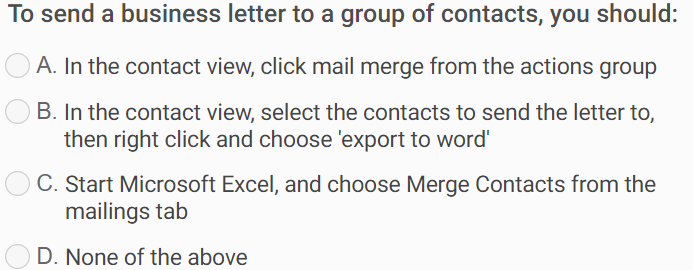 To send a business letter to a group of contacts, you should:
A. In the contact view, click mail merge from the actions group
B. In the contact view, select the contacts to send the letter to,
then right click and choose 'export to word'
C. Start Microsoft Excel, and choose Merge Contacts from the
mailings tab
D. None of the above